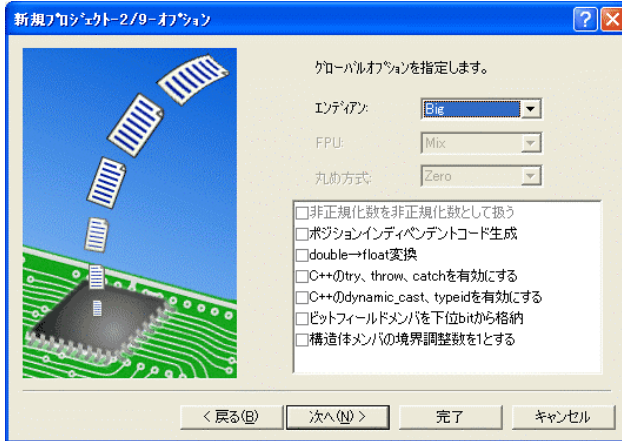 新規ﾌﾟﾛｼﾞｪｸﾄ-2/9-ｵﾌﾟｼｮﾝ
ｸﾞﾛｰﾊﾞﾙｵﾌﾟｼｮﾝを指定します。
ｴﾝﾃﾞｨｱﾝ: Big
FPU: Mix
丸め方式: Zero
非正規化数を非正規化数として扱う
ポジションインディペンデントコード生成
double→float変換
C++のtry、throw、catchを有効にする
C++のdynamic_cast、typeidを有効にする
ビットフィールドメンバを下位bitから格納
構造体メンバの境界調整数を1とする
< 戻る(B) 次へ(N) > 完了 キャンセル